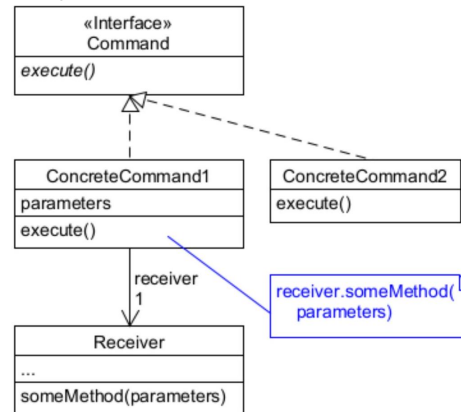 «Interface»
Command
execute()
ConcreteCommand1
parameters
execute()
ConcreteCommand2
execute()
receiver
1
receiver.someMethod(
parameters)
Receiver
...
someMethod(parameters)